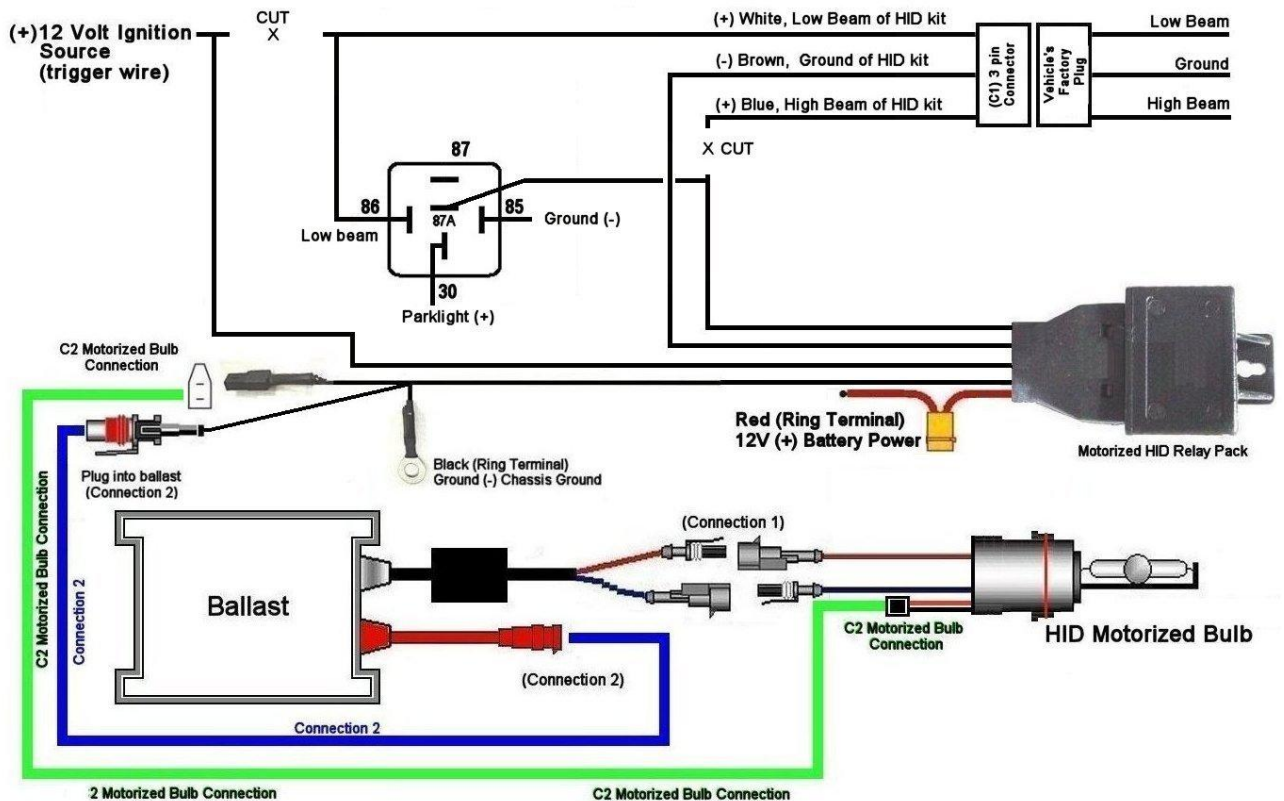 CUT
X
(+)12 Volt Ignition
Source
(trigger wire)
(+) White, Low Beam of HID kit
(-) Brown, Ground of HID kit
(+) Blue, High Beam of HID kit
(C1) 3 pin
Connector
Vehicle's
Factory
Plug
Low Beam
Ground
High Beam
X CUT
87
86
87A
85
Low beam
Ground (-)
30
Parklight (+)
C2 Motorized Bulb
Connection
Plug into ballast
(Connection 2)
Black (Ring Terminal)
Ground (-) Chassis Ground
Red (Ring Terminal)
12V (+) Battery Power
Motorized HID Relay Pack
C2 Motorized Bulb Connection
Connection 2
Ballast
(Connection 1)
(Connection 2)
C2 Motorized Bulb
Connection
HID Motorized Bulb
Connection 2
2 Motorized Bulb Connection
C2 Motorized Bulb Connection